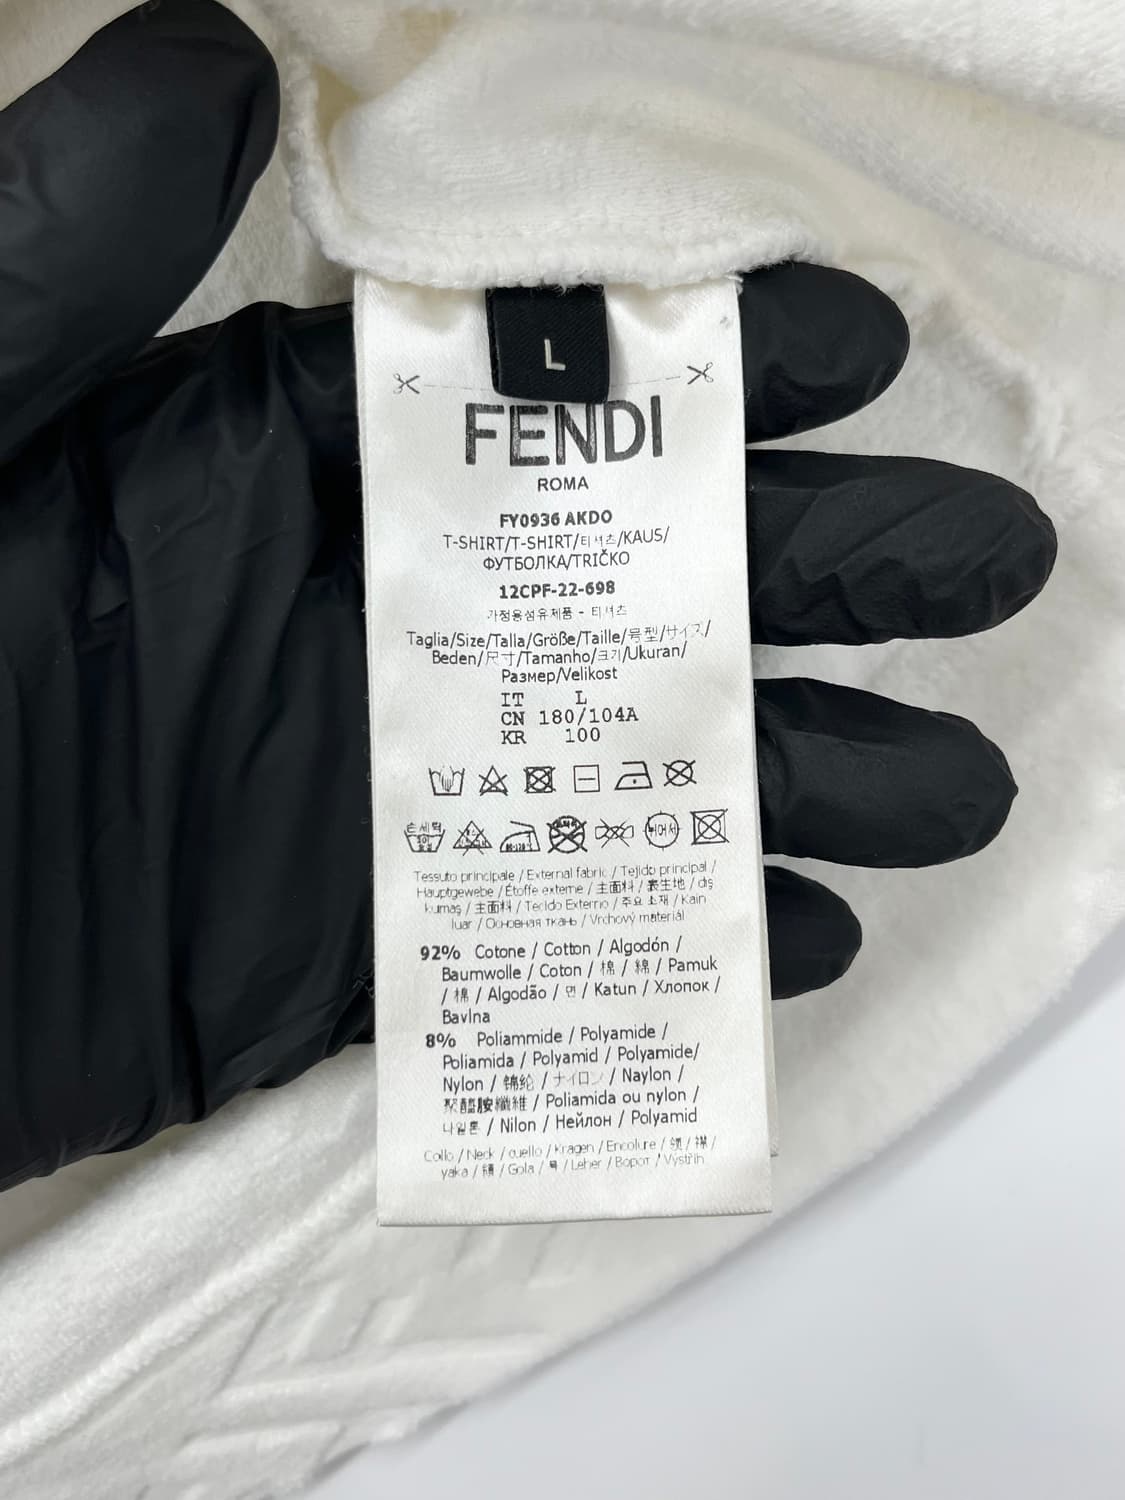 L
FENDI
ROMA
FY0936 AKDO
T-SHIRT/T-SHIRT/티셔츠/KAUS/
ФУТБОЛКА/TRIČKO
12CPF-22-698
가정용섬유제품 - 티셔츠
Taglia/Size/Talla/Größe/Taille/号型/サイズ/
Beden/尺寸/Tamanho/크기/Ukuran/
Размер/Velikost
IT L
CN 180/104A
KR 100
손세탁
Tessuto principale / External fabric / Tejido principal /
Hauptgewebe / Étoffe externe / 主面料 / 表生地 / dış
kumaş / 主面料 / Tecido Externo / 주요 소재 / Kain
luar / Основная ткань / Vrchový materiál
92% Cotone / Cotton / Algodón /
Baumwolle / Coton / 棉 / 綿 / Pamuk
/ 棉 / Algodão / 면 / Katun / Хлопок /
Bavlna
8% Poliammide / Polyamide /
Poliamida / Polyamid / Polyamide/
Nylon / 锦纶 / ナイロン / Naylon /
聚醯胺纖維 / Poliamida ou nylon /
나일론 / Nilon / Нейлон / Polyamid
Collo / Neck / cuello / Kragen / Encolure / 领 / 襟 /
yaka / 領 / Gola / / Leher / Ворот / Výstřih